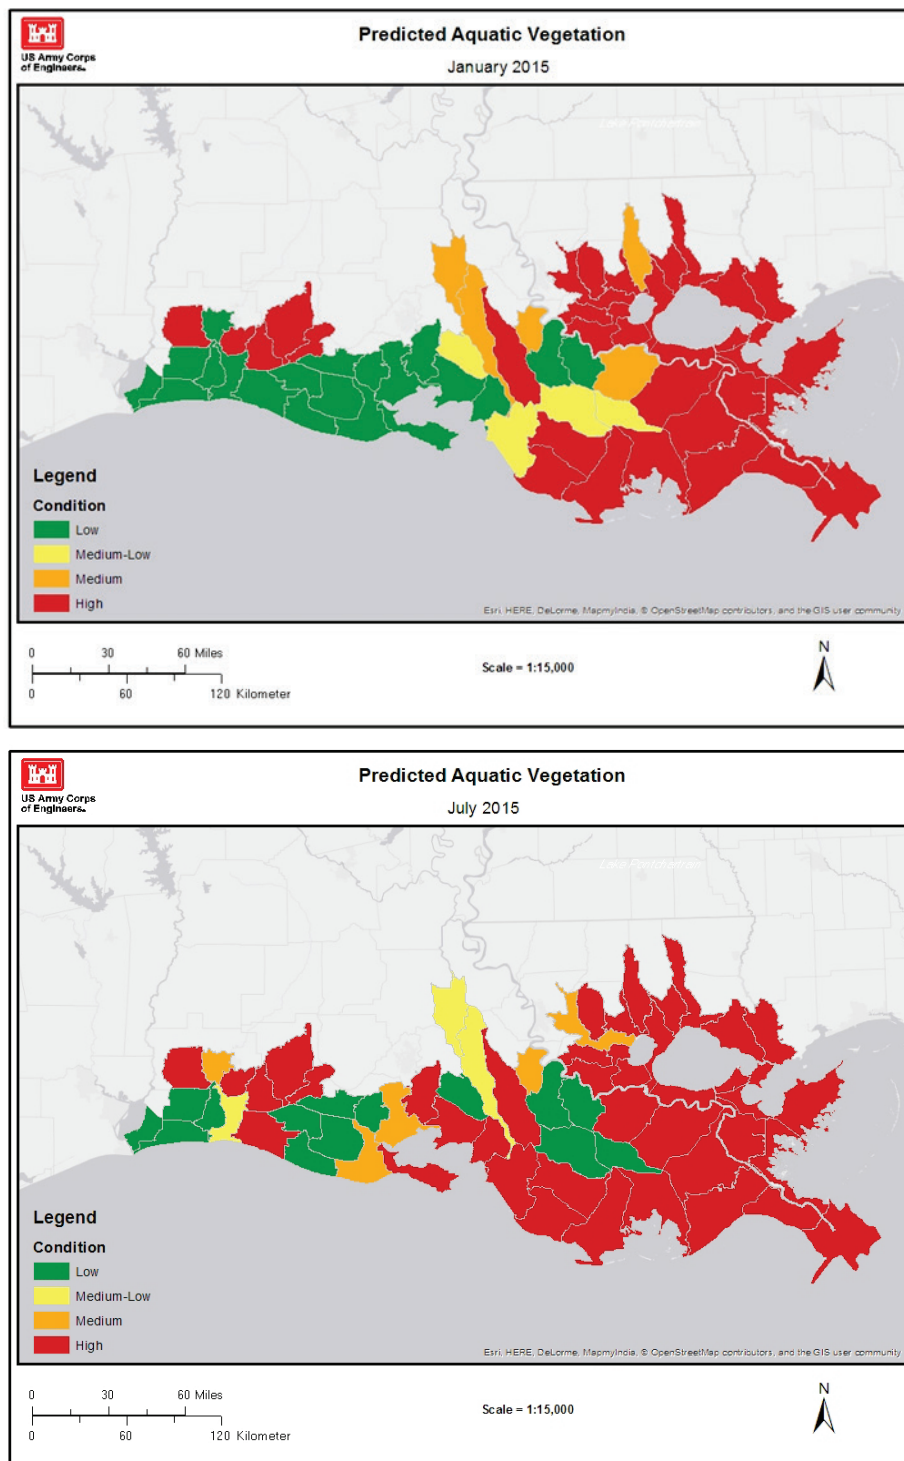 Predicted Aquatic Vegetation
January 2015
US Army Corps
of Engineers®
Lake Pontchartrain
Legend
Condition
Low
Medium-Low
Medium
High
Esri, HERE, DeLorme, MapmyIndia, © OpenStreetMap contributors, and the GIS user community
0 30 60 Miles
0 60 120 Kilometer
Scale = 1:15,000
N
Predicted Aquatic Vegetation
July 2015
US Army Corps
of Engineers®
Lake Pontchartrain
Legend
Condition
Low
Medium-Low
Medium
High
Esri, HERE, DeLorme, MapmyIndia, © OpenStreetMap contributors, and the GIS user community
0 30 60 Miles
0 60 120 Kilometer
Scale = 1:15,000
N